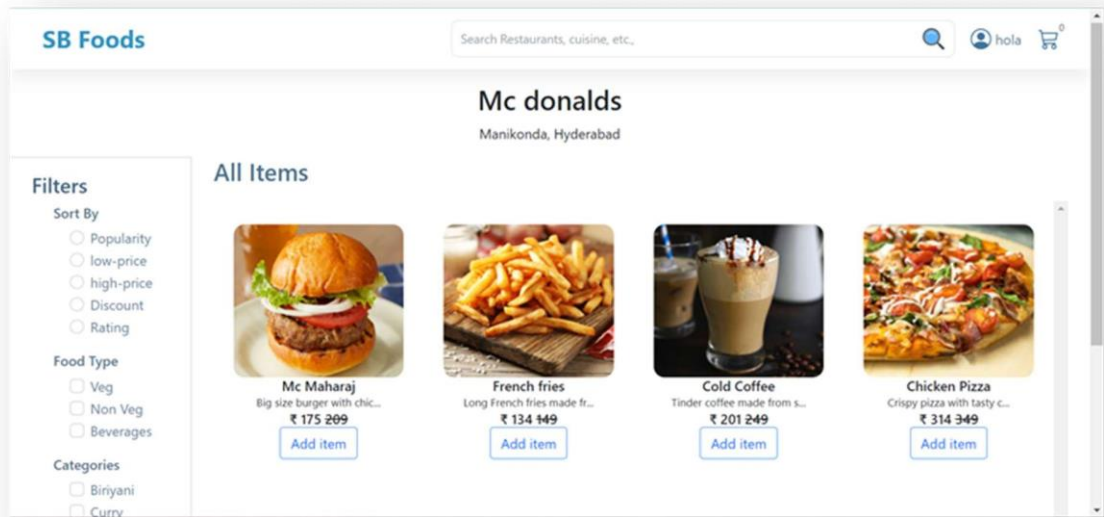 SB Foods
Search Restaurants, cuisine, etc.,
hola
0
Mc donalds
Manikonda, Hyderabad
Filters
Sort By
Popularity
low-price
high-price
Discount
Rating
Food Type
Veg
Non Veg
Beverages
Categories
Biriyani
Curry
All Items
Mc Maharaj
Big size burger with chic...
₹ 175 209
Add item
French fries
Long French fries made fr...
₹ 134 149
Add item
Cold Coffee
Tinder coffee made from s...
₹ 201 249
Add item
Chicken Pizza
Crispy pizza with tasty c...
₹ 314 349
Add item